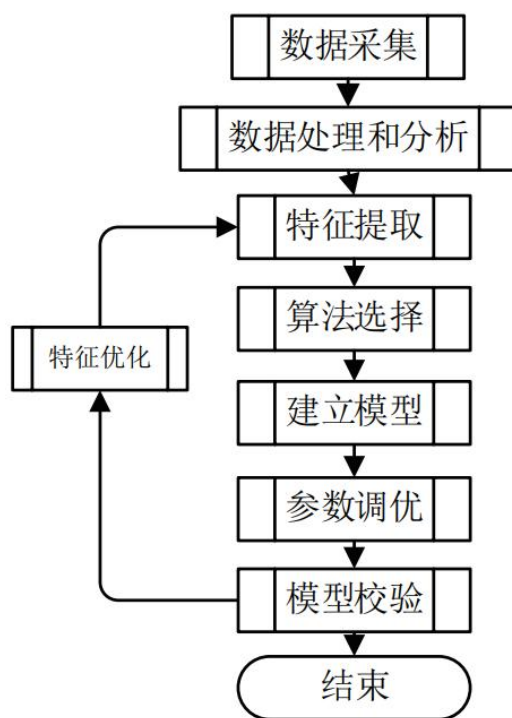 数据采集
数据处理和分析
特征提取
算法选择
特征优化
建立模型
参数调优
模型校验
结束